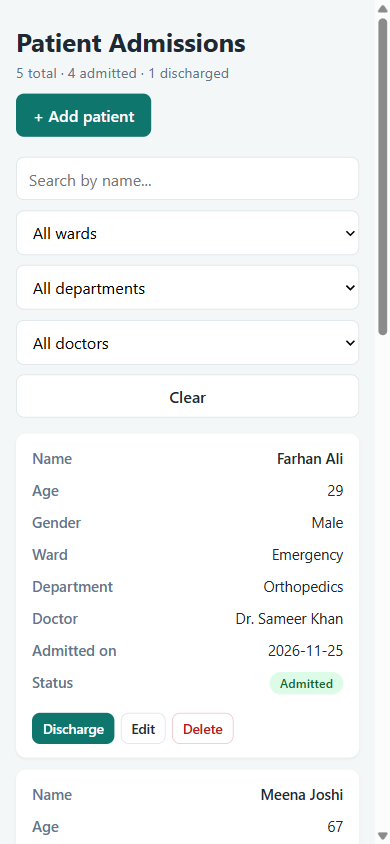 Patient Admissions
5 total · 4 admitted · 1 discharged
+ Add patient
Search by name...
All wards
All departments
All doctors
Clear
Name Farhan Ali
Age 29
Gender Male
Ward Emergency
Department Orthopedics
Doctor Dr. Sameer Khan
Admitted on 2026-11-25
Status Admitted
Discharge Edit Delete
Name Meena Joshi
Age 67